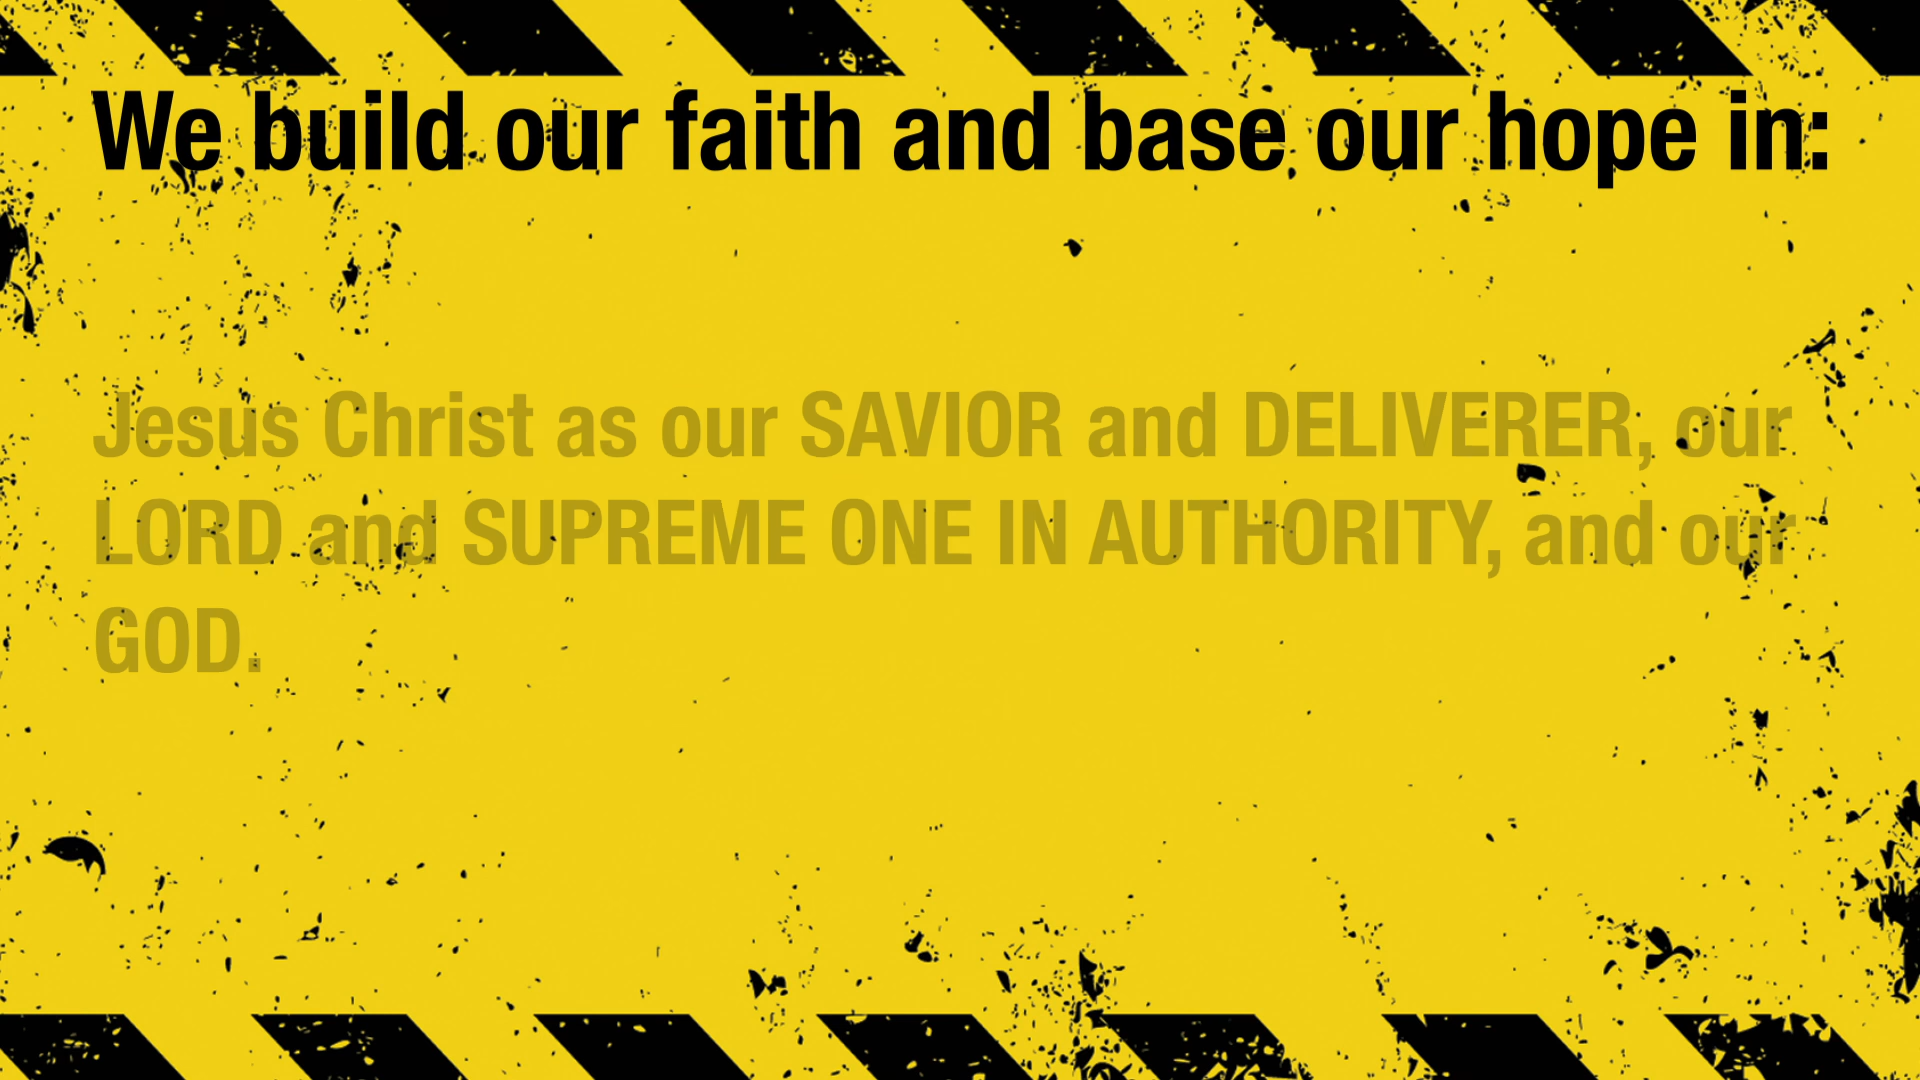 We build our faith and base our hope in:
Jesus Christ as our SAVIOR and DELIVERER, our
LORD and SUPREME ONE IN AUTHORITY, and our
GOD.